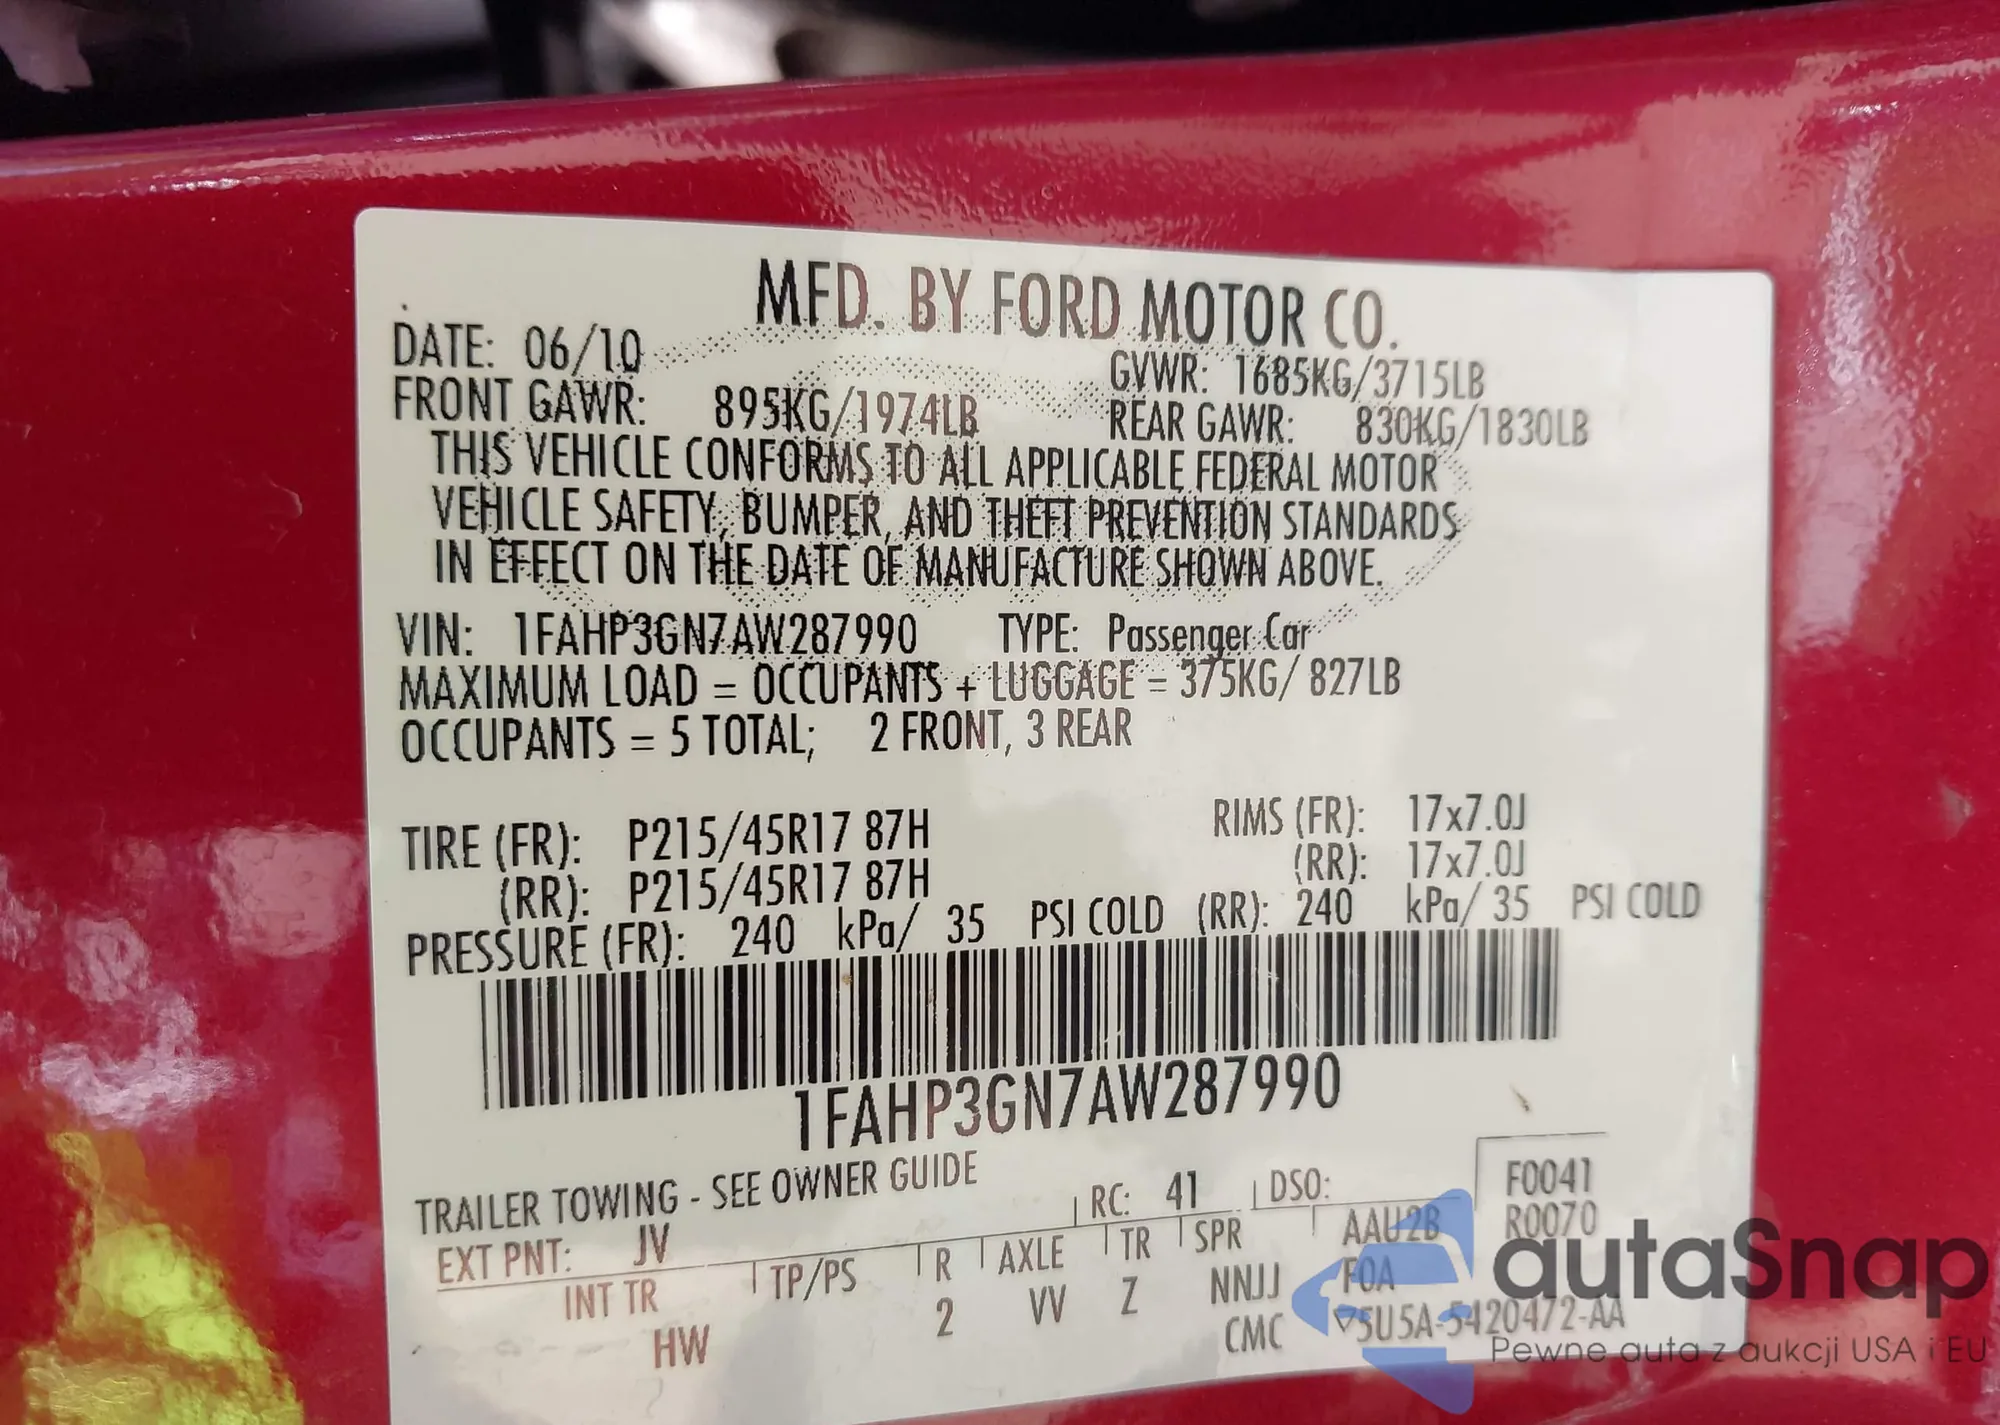 MFD. BY FORD MOTOR CO.
DATE: 06/10 GVWR: 1685KG/3715LB
FRONT GAWR: 895KG/1974LB REAR GAWR: 830KG/1830LB
THIS VEHICLE CONFORMS TO ALL APPLICABLE FEDERAL MOTOR
VEHICLE SAFETY, BUMPER, AND THEFT PREVENTION STANDARDS
IN EFFECT ON THE DATE OF MANUFACTURE SHOWN ABOVE.
VIN: 1FAHP3GN7AW287990 TYPE: Passenger Car
MAXIMUM LOAD = OCCUPANTS + LUGGAGE = 375KG/ 827LB
OCCUPANTS = 5 TOTAL; 2 FRONT, 3 REAR
TIRE (FR): P215/45R17 87H RIMS (FR): 17x7.0J
(RR): P215/45R17 87H (RR): 17x7.0J
PRESSURE (FR): 240 kPa/ 35 PSI COLD (RR): 240 kPa/ 35 PSI COLD
1FAHP3GN7AW287990
TRAILER TOWING - SEE OWNER GUIDE
F0041
EXT PNT: JV RC: 41 DSO: R0070
INT TR TP/PS R AXLE TR SPR AAU2B
HW 2 VV Z NNJJ F0A
CMC ▽5U5A-5420472-AA
autaSnap
Pewne auta z aukcji USA i EU